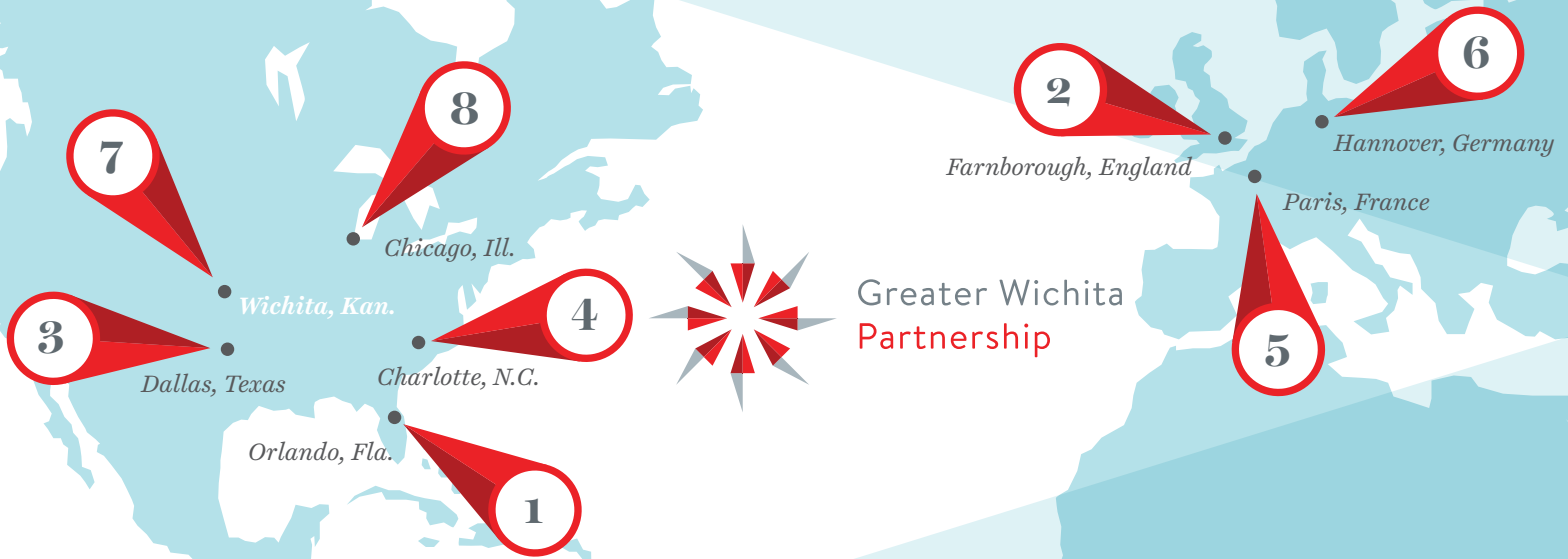 6
2
8
Hannover, Germany
7
Farnborough, England
Paris, France
Chicago, Ill.
Wichita, Kan.
Greater Wichita
Partnership
4
3
5
Charlotte, N.C.
Dallas, Texas
Orlando, Fla.
1